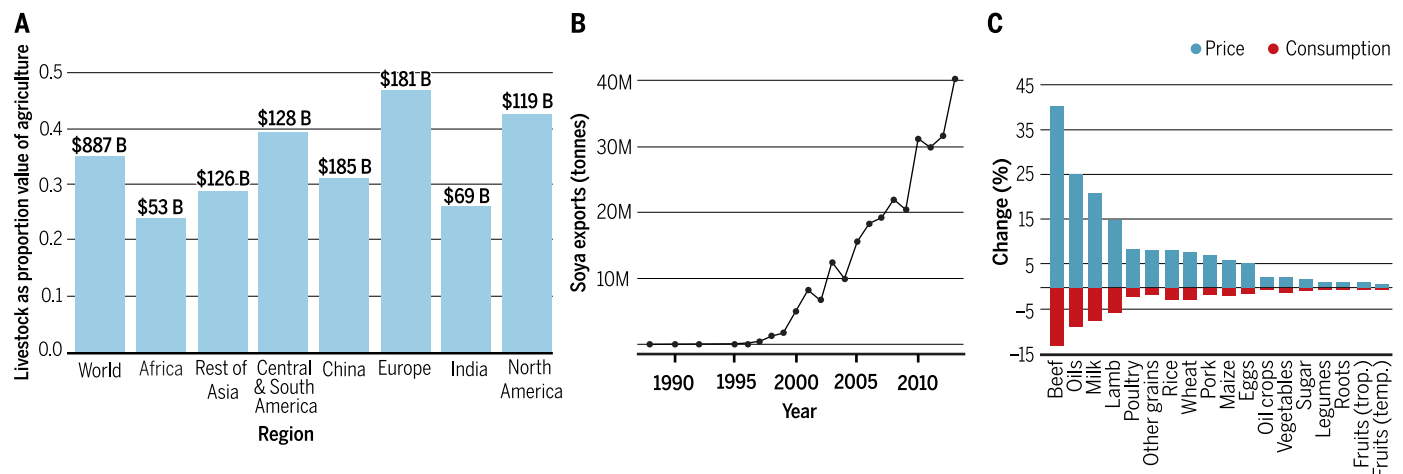 A
Livestock as proportion value of agriculture
0.5
0.4
0.3
0.2
0.1
0.0
$887 B
$53 B
$126 B
$128 B
$185 B
$181 B
$69 B
$119 B
World
Africa
Rest of
Asia
Central
& South
America
China
Europe
India
North
America
Region
B
Soya exports (tonnes)
40M
30M
20M
10M
1990
1995
2000
2005
2010
Year
C
Price
Consumption
Change (%)
45
35
25
15
5
–5
–15
Beef
Oils
Milk
Lamb
Poultry
Other grains
Rice
Wheat
Pork
Maize
Eggs
Oil crops
Vegetables
Sugar
Legumes
Roots
Fruits (trop.)
Fruits (temp.)